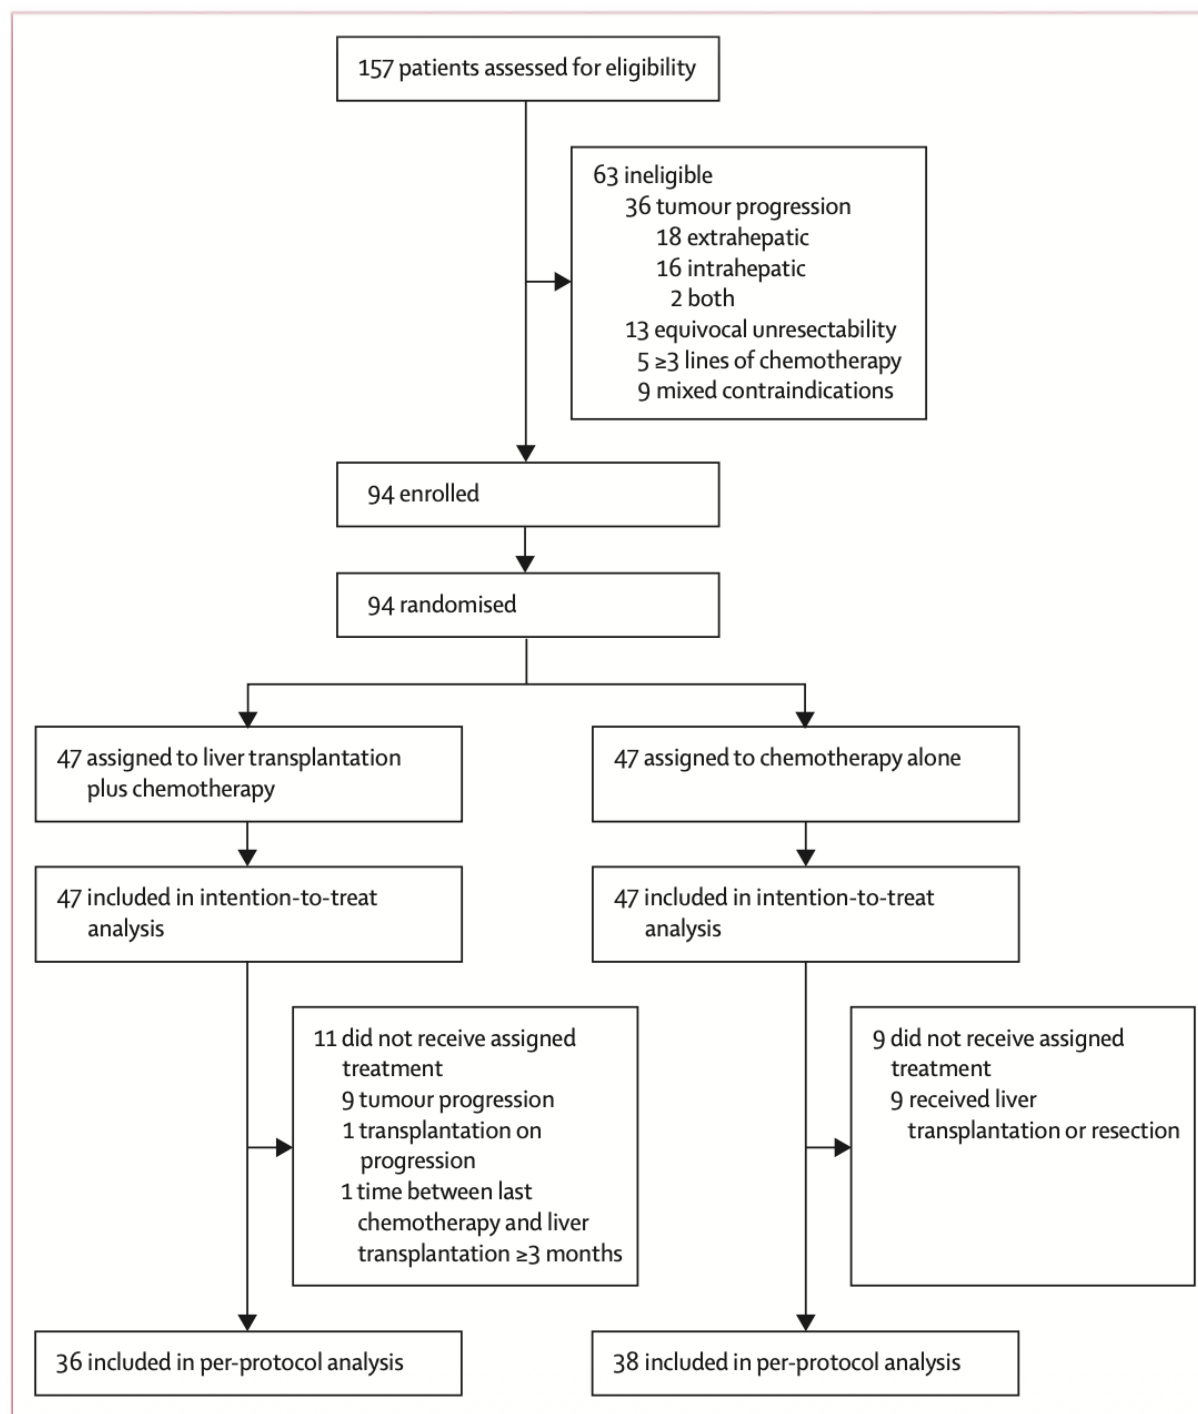 157 patients assessed for eligibility
63 ineligible
36 tumour progression
18 extrahepatic
16 intrahepatic
2 both
13 equivocal unresectability
5 ≥3 lines of chemotherapy
9 mixed contraindications
94 enrolled
94 randomised
47 assigned to liver transplantation
plus chemotherapy
47 assigned to chemotherapy alone
47 included in intention-to-treat
analysis
47 included in intention-to-treat
analysis
11 did not receive assigned
treatment
9 tumour progression
1 transplantation on
progression
1 time between last
chemotherapy and liver
transplantation ≥3 months
9 did not receive assigned
treatment
9 received liver
transplantation or resection
36 included in per-protocol analysis
38 included in per-protocol analysis